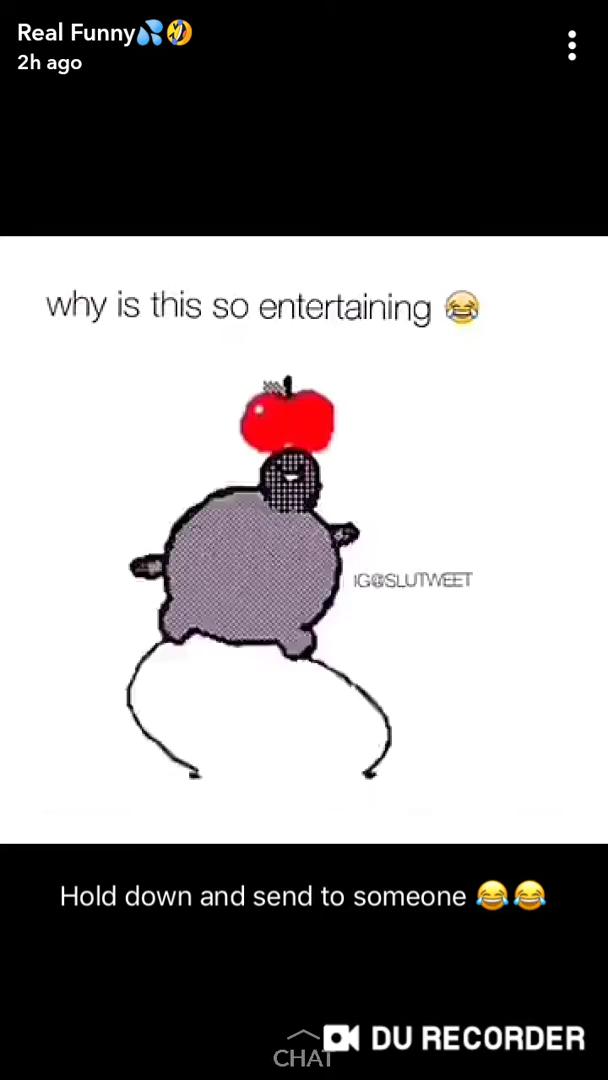 Real Funny💦🤣
2h ago
why is this so entertaining 😂
IG@SLUTWEET
Hold down and send to someone 😂😂
DU RECORDER
CHAT